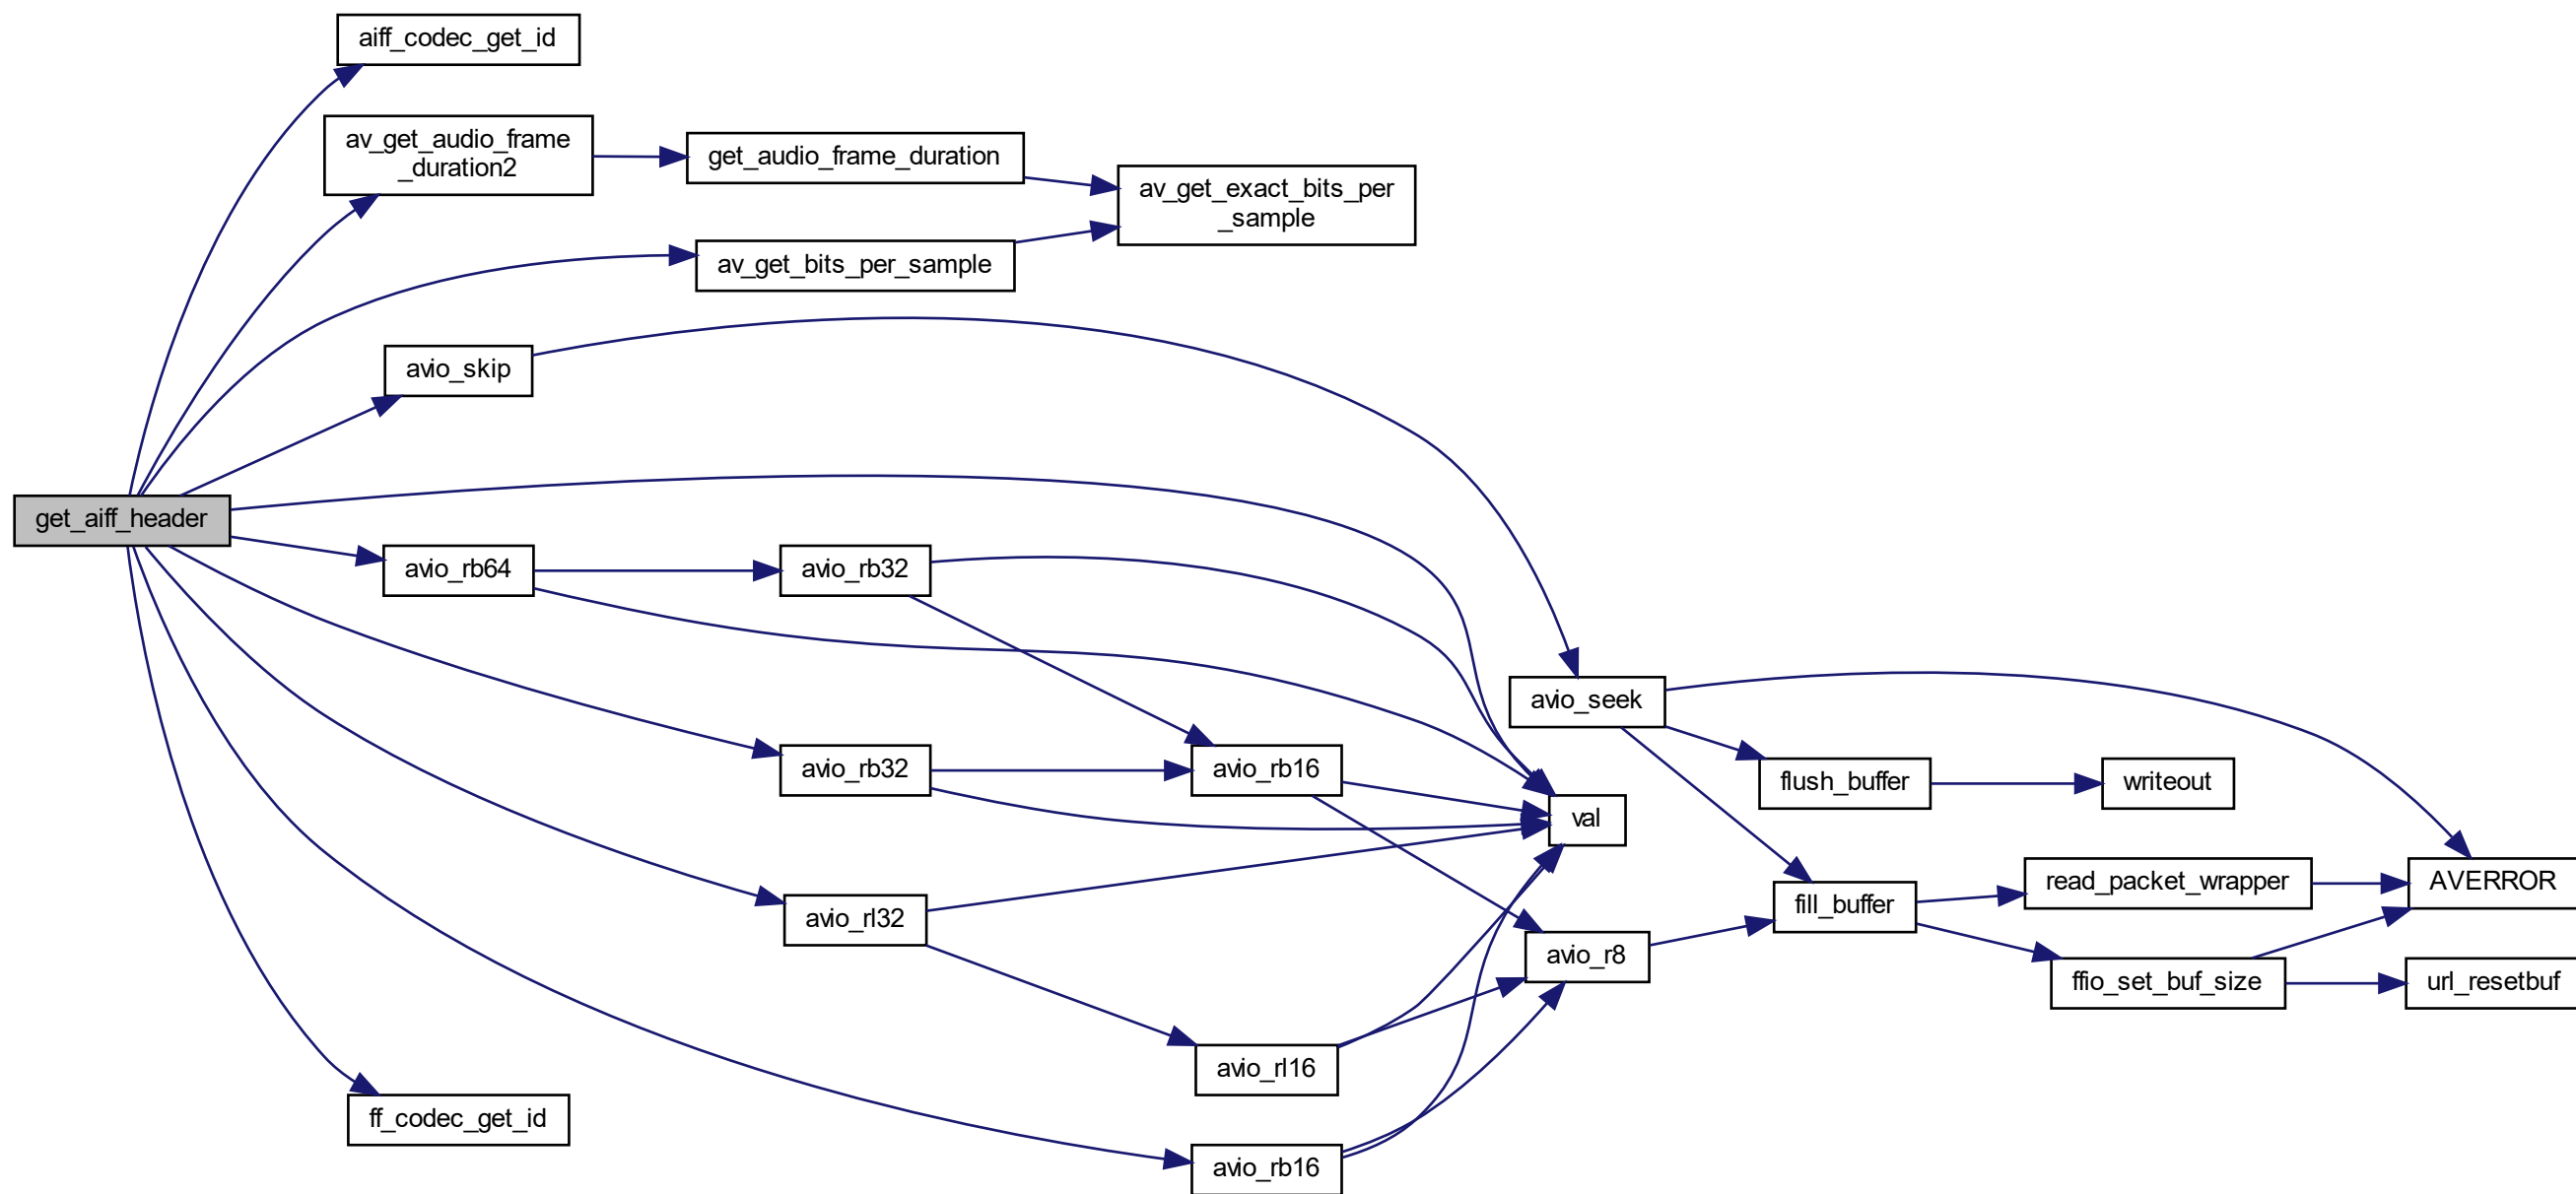 aiff_codec_get_id
av_get_audio_frame
_duration2
get_audio_frame_duration
av_get_exact_bits_per
_sample
av_get_bits_per_sample
avio_skip
get_aiff_header
avio_rb64
avio_rb32
avio_seek
avio_rb32
avio_rb16
flush_buffer
writeout
val
avio_rl32
fill_buffer
read_packet_wrapper
AVERROR
avio_r8
ffio_set_buf_size
url_resetbuf
avio_rl16
ff_codec_get_id
avio_rb16